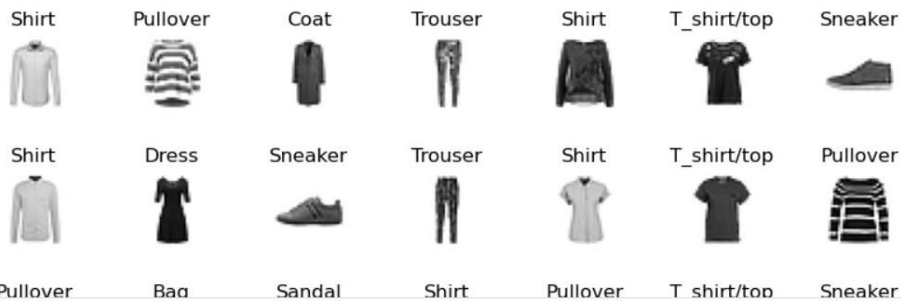 Shirt Pullover Coat Trouser Shirt T_shirt/top Sneaker
Shirt Dress Sneaker Trouser Shirt T_shirt/top Pullover
Pullover Bag Sandal Shirt Pullover T_shirt/top Sneaker